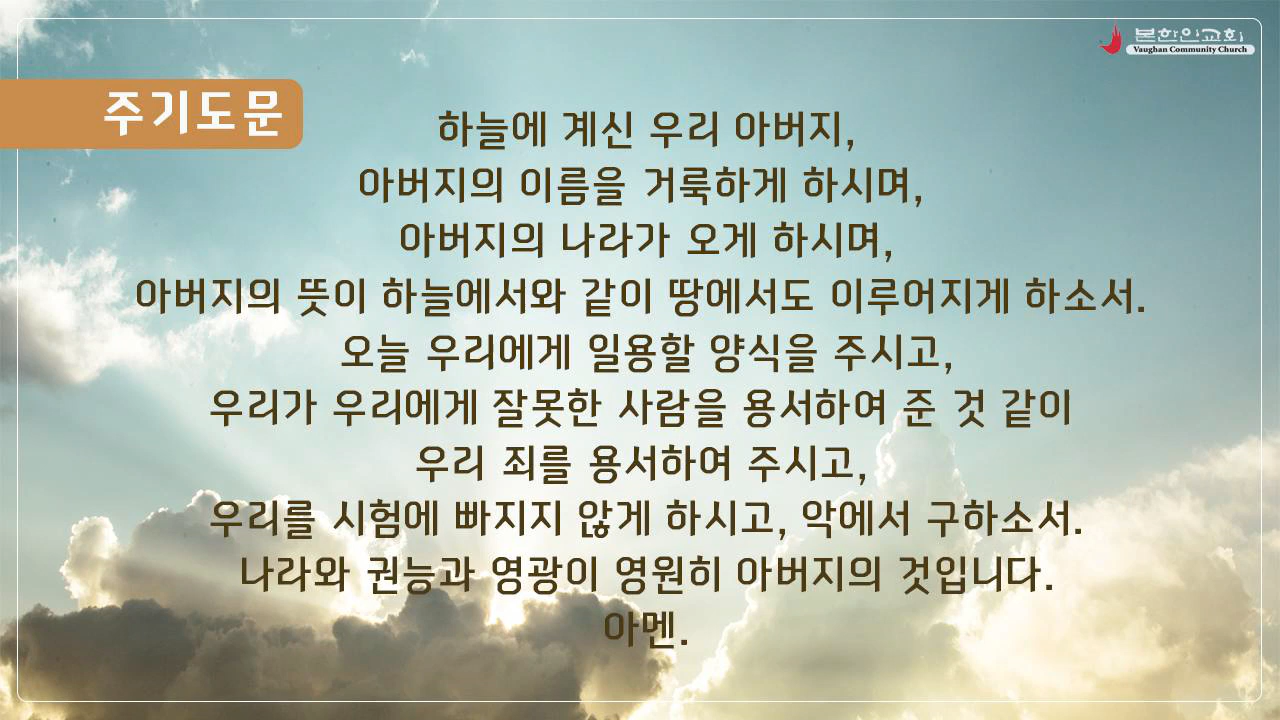 본한인교회
Vaughan Community Church
주기도문
하늘에 계신 우리 아버지,
아버지의 이름을 거룩하게 하시며,
아버지의 나라가 오게 하시며,
아버지의 뜻이 하늘에서와 같이 땅에서도 이루어지게 하소서.
오늘 우리에게 일용할 양식을 주시고,
우리가 우리에게 잘못한 사람을 용서하여 준 것 같이
우리 죄를 용서하여 주시고,
우리를 시험에 빠지지 않게 하시고, 악에서 구하소서.
나라와 권능과 영광이 영원히 아버지의 것입니다.
아멘.